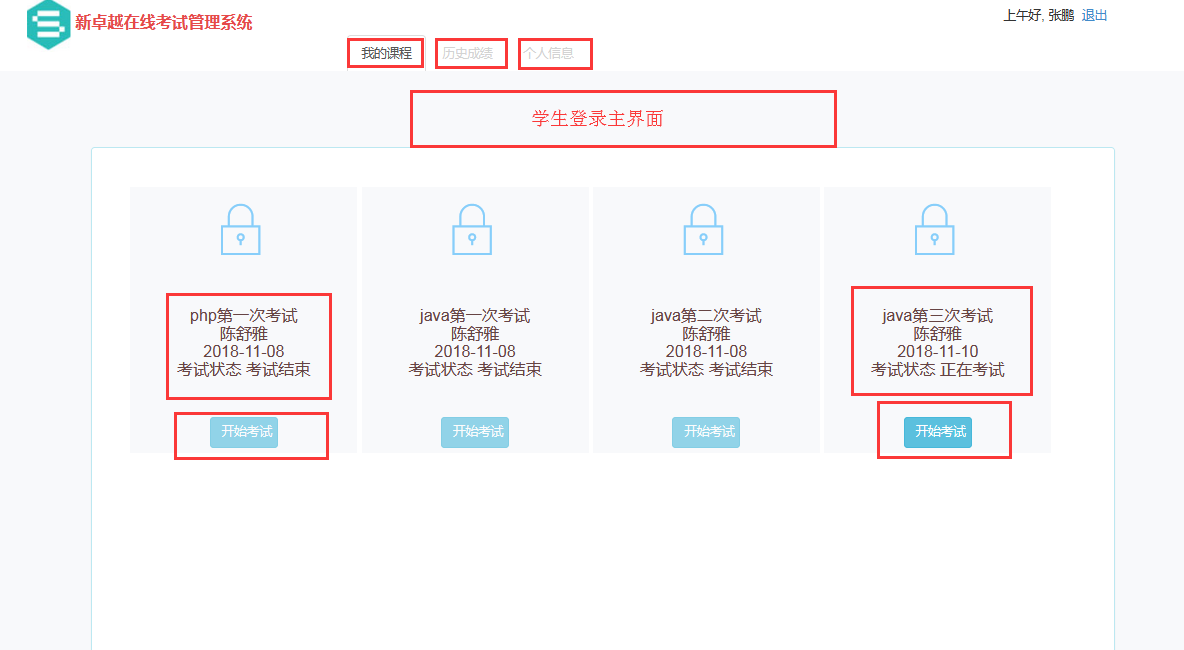 新卓越在线考试管理系统
上午好, 张鹏 退出
我的课程 历史成绩 个人信息
学生登录主界面
php第一次考试
陈舒雅
2018-11-08
考试状态 考试结束
开始考试
java第一次考试
陈舒雅
2018-11-08
考试状态 考试结束
开始考试
java第二次考试
陈舒雅
2018-11-08
考试状态 考试结束
开始考试
java第三次考试
陈舒雅
2018-11-10
考试状态 正在考试
开始考试